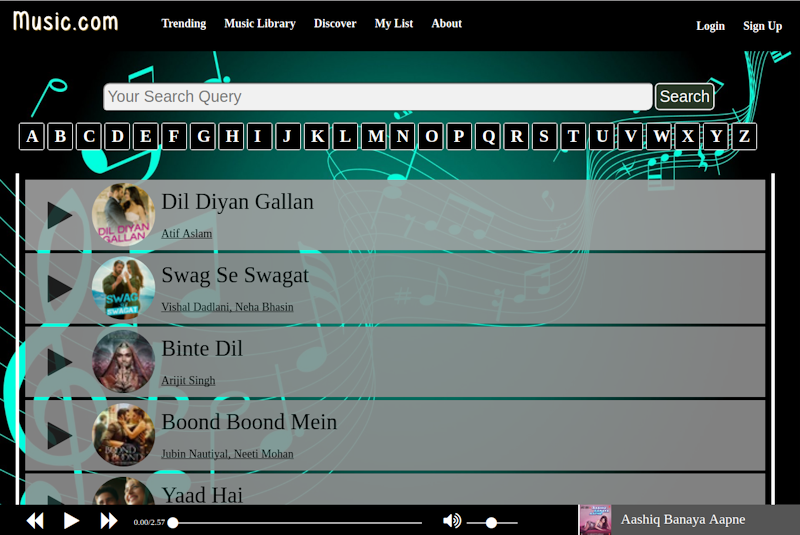 Music.com Trending Music Library Discover My List About Login Sign Up
Your Search Query Search
A B C D E F G H I J K L M N O P Q R S T U V W X Y Z
Dil Diyan Gallan
DIL DIYAN
GALLAN
Atif Aslam
Swag Se Swagat
SWAG
SE
SWAGAT
Vishal Dadlani, Neha Bhasin
Binte Dil
Arijit Singh
Boond Boond Mein
Jubin Nautiyal, Neeti Mohan
Yaad Hai
0.00/2.57
Aashiq Banaya Aapne